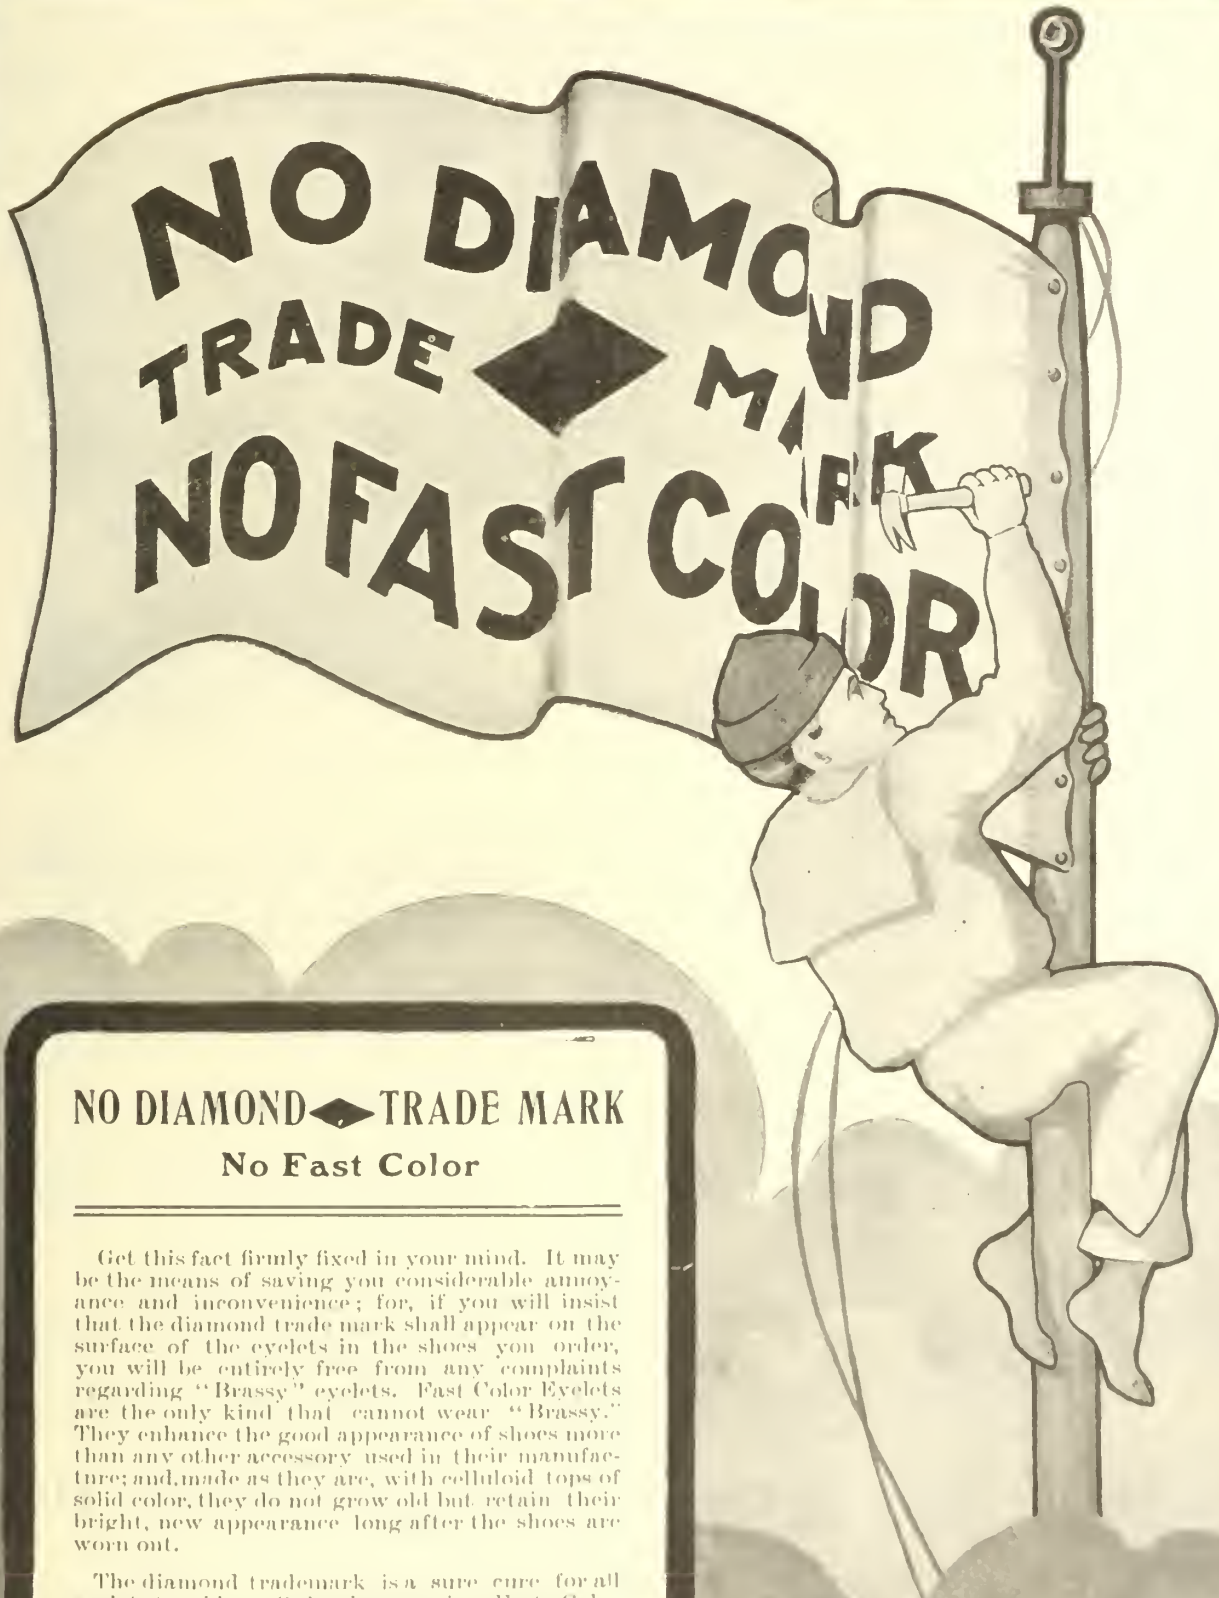 NO DIAMOND
TRADE MARK
NO FAST COLOR
NO DIAMOND TRADE MARK
No Fast Color
Get this fact firmly fixed in your mind. It may
be the means of saving you considerable annoy-
ance and inconvenience; for, if you will insist
that the diamond trade mark shall appear on the
surface of the eyelets in the shoes you order,
you will be entirely free from any complaints
regarding "Brassy" eyelets. Fast Color Eyelets
are the only kind that cannot wear "Brassy."
They enhance the good appearance of shoes more
than any other accessory used in their manufac-
ture; and, made as they are, with celluloid tops of
solid color, they do not grow old but retain their
bright, new appearance long after the shoes are
worn out.
The diamond trademark is a sure cure for all